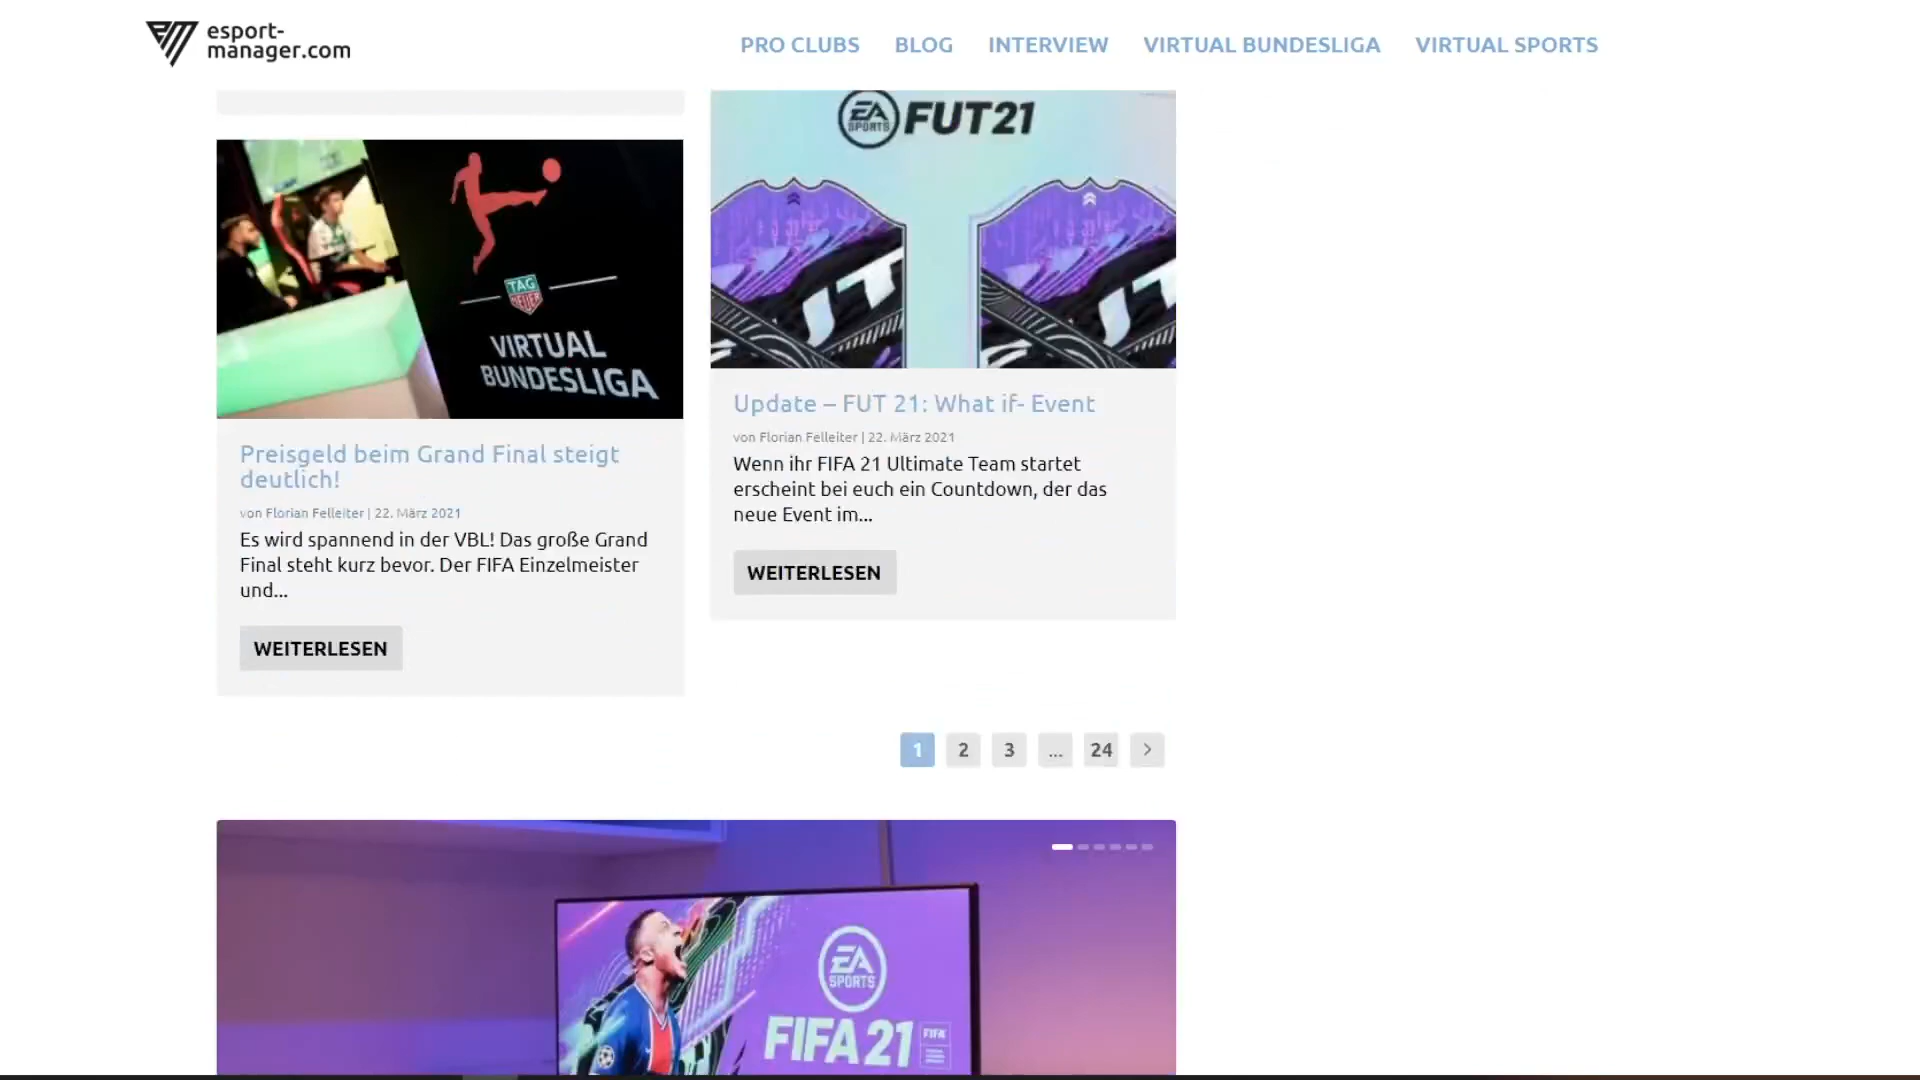 esport-
manager.com
PRO CLUBS
BLOG
INTERVIEW
VIRTUAL BUNDESLIGA
VIRTUAL SPORTS
TAG
HEUER
VIRTUAL
BUNDESLIGA
Preisgeld beim Grand Final steigt
deutlich!
von Florian Felleiter | 22. März 2021
Es wird spannend in der VBL! Das große Grand
Final steht kurz bevor. Der FIFA Einzelmeister
und...
WEITERLESEN
EA
SPORTS
FUT21
Update – FUT 21: What if- Event
von Florian Felleiter | 22. März 2021
Wenn ihr FIFA 21 Ultimate Team startet
erscheint bei euch ein Countdown, der das
neue Event im...
WEITERLESEN
1 2 3 ... 24 >
EA
SPORTS
FIFA 21
FIFA